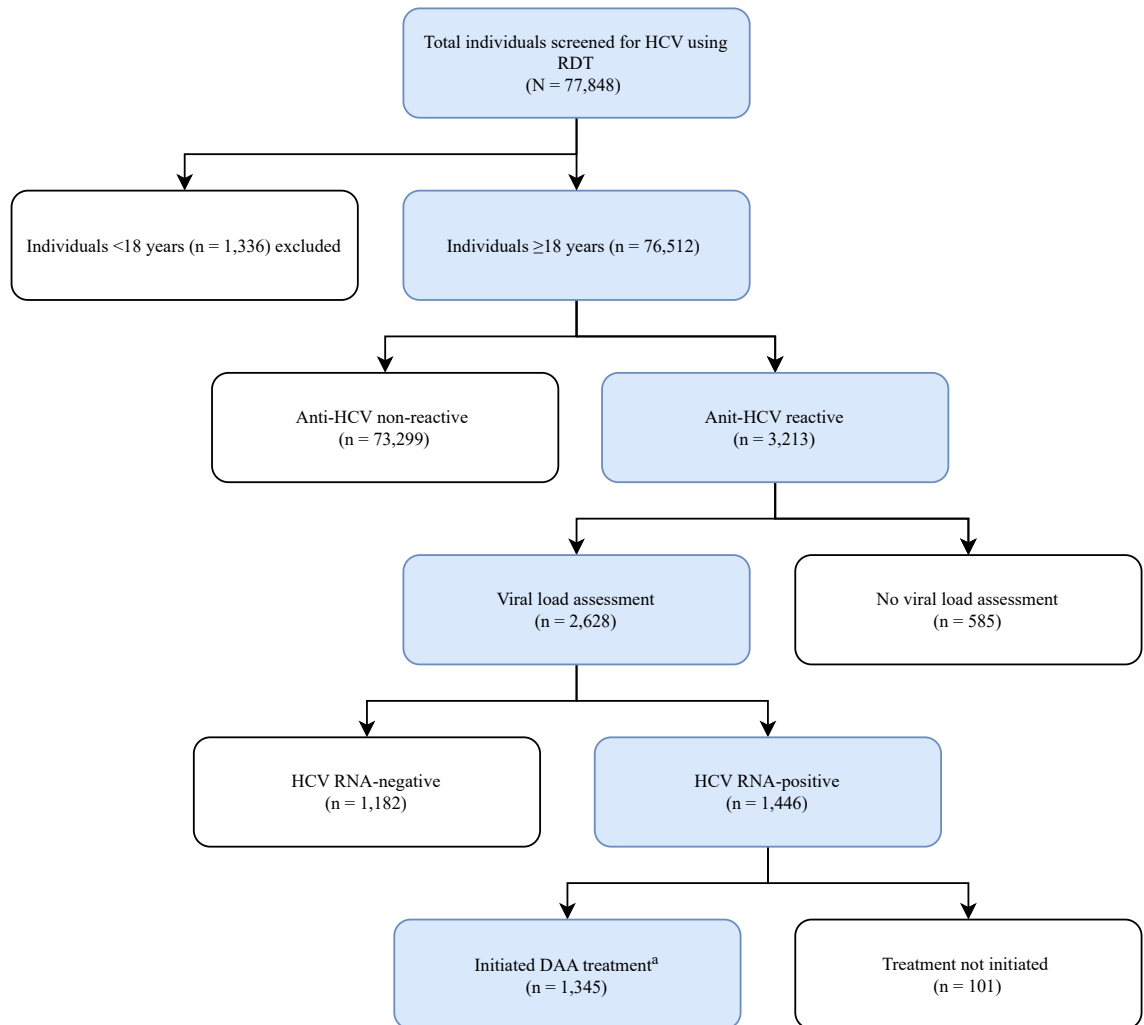 Total individuals screened for HCV using
RDT
(N = 77,848)
Individuals <18 years (n = 1,336) excluded
Individuals ≥18 years (n = 76,512)
Anti-HCV non-reactive
(n = 73,299)
Anit-HCV reactive
(n = 3,213)
Viral load assessment
(n = 2,628)
No viral load assessment
(n = 585)
HCV RNA-negative
(n = 1,182)
HCV RNA-positive
(n = 1,446)
Initiated DAA treatmentᵃ
(n = 1,345)
Treatment not initiated
(n = 101)